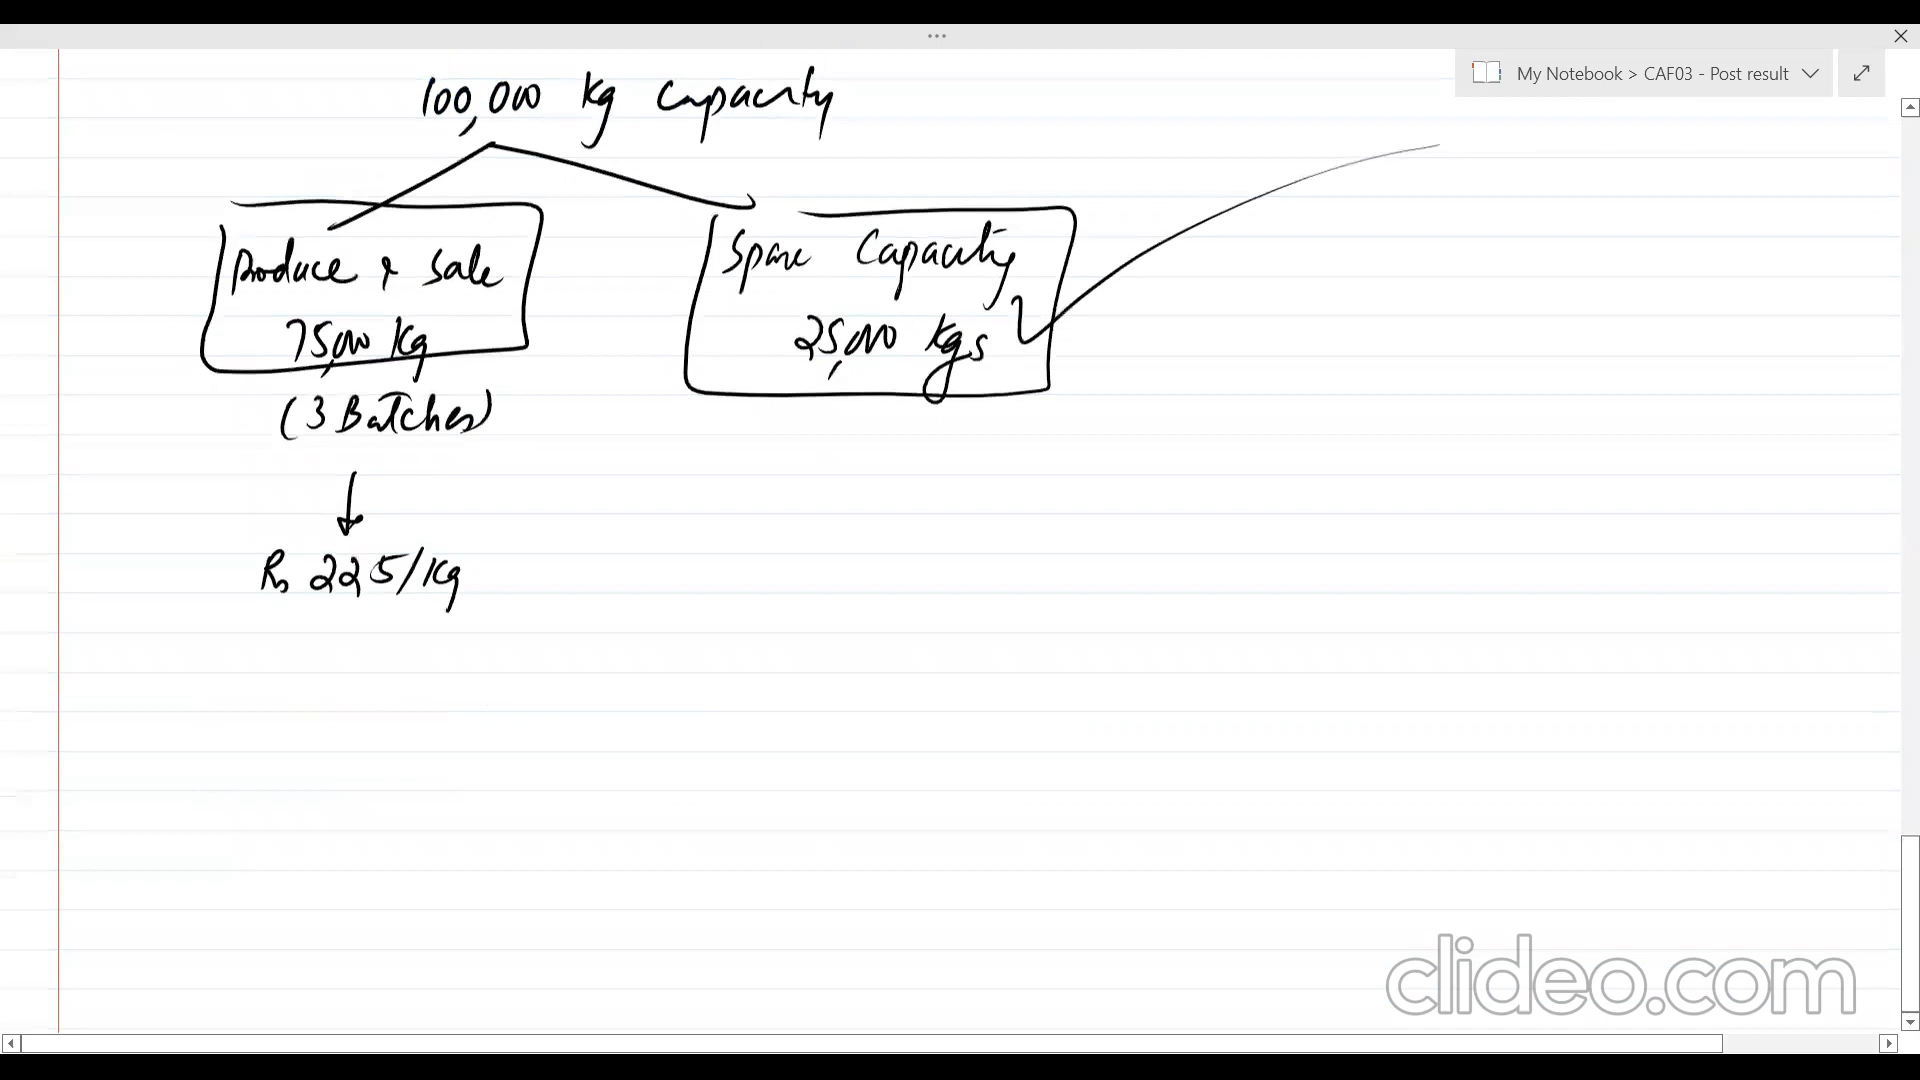 My Notebook > CAF03 - Post result
100,000 kg Capacity
Produce & Sale
75,000 Kg
(3 Batches)
Rs 225/Kg
Spare Capacity
25,000 kgs
clideo.com